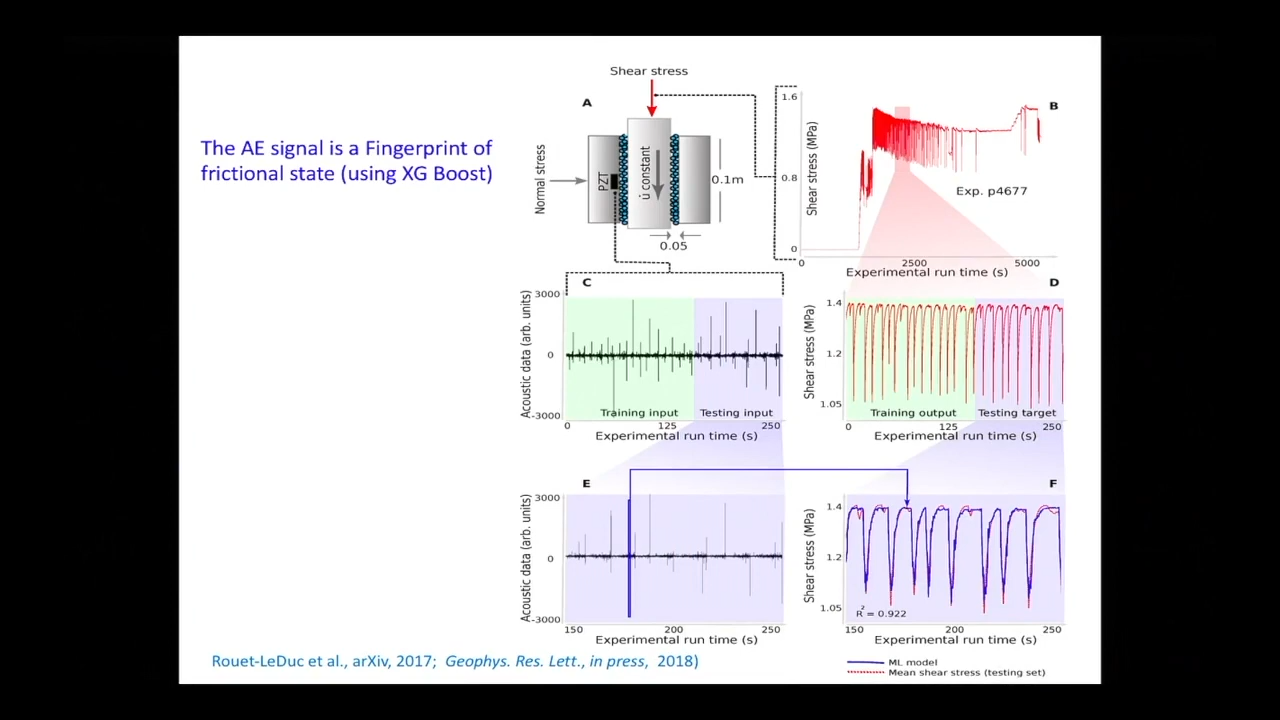 The AE signal is a Fingerprint of
frictional state (using XG Boost)
Shear stress
A
Normal stress
PZT
u̇ constant
0.1m
0.05
B
1.6
0.8
0
Shear stress (MPa)
Exp. p4677
0
2500
5000
Experimental run time (s)
C
3000
0
-3000
Acoustic data (arb. units)
Training input
Testing input
0
125
250
Experimental run time (s)
D
1.4
1.2
1.05
Shear stress (MPa)
Training output
Testing target
0
125
250
Experimental run time (s)
E
3000
0
-3000
Acoustic data (arb. units)
150
200
250
Experimental run time (s)
F
1.4
1.2
1.05
Shear stress (MPa)
R² = 0.922
150
200
250
Experimental run time (s)
ML model
Mean shear stress (testing set)
Rouet-LeDuc et al., arXiv, 2017; Geophys. Res. Lett., in press, 2018)